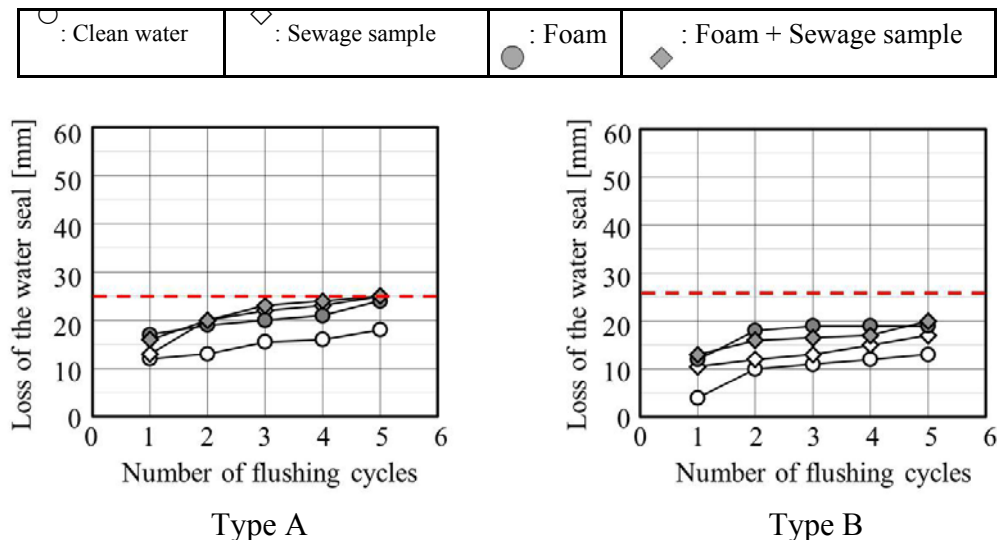 : Clean water
: Sewage sample
: Foam
: Foam + Sewage sample
Loss of the water seal [mm]
60
50
40
30
20
10
0
0 1 2 3 4 5 6
Number of flushing cycles
Type A
Loss of the water seal [mm]
60
50
40
30
20
10
0
0 1 2 3 4 5 6
Number of flushing cycles
Type B